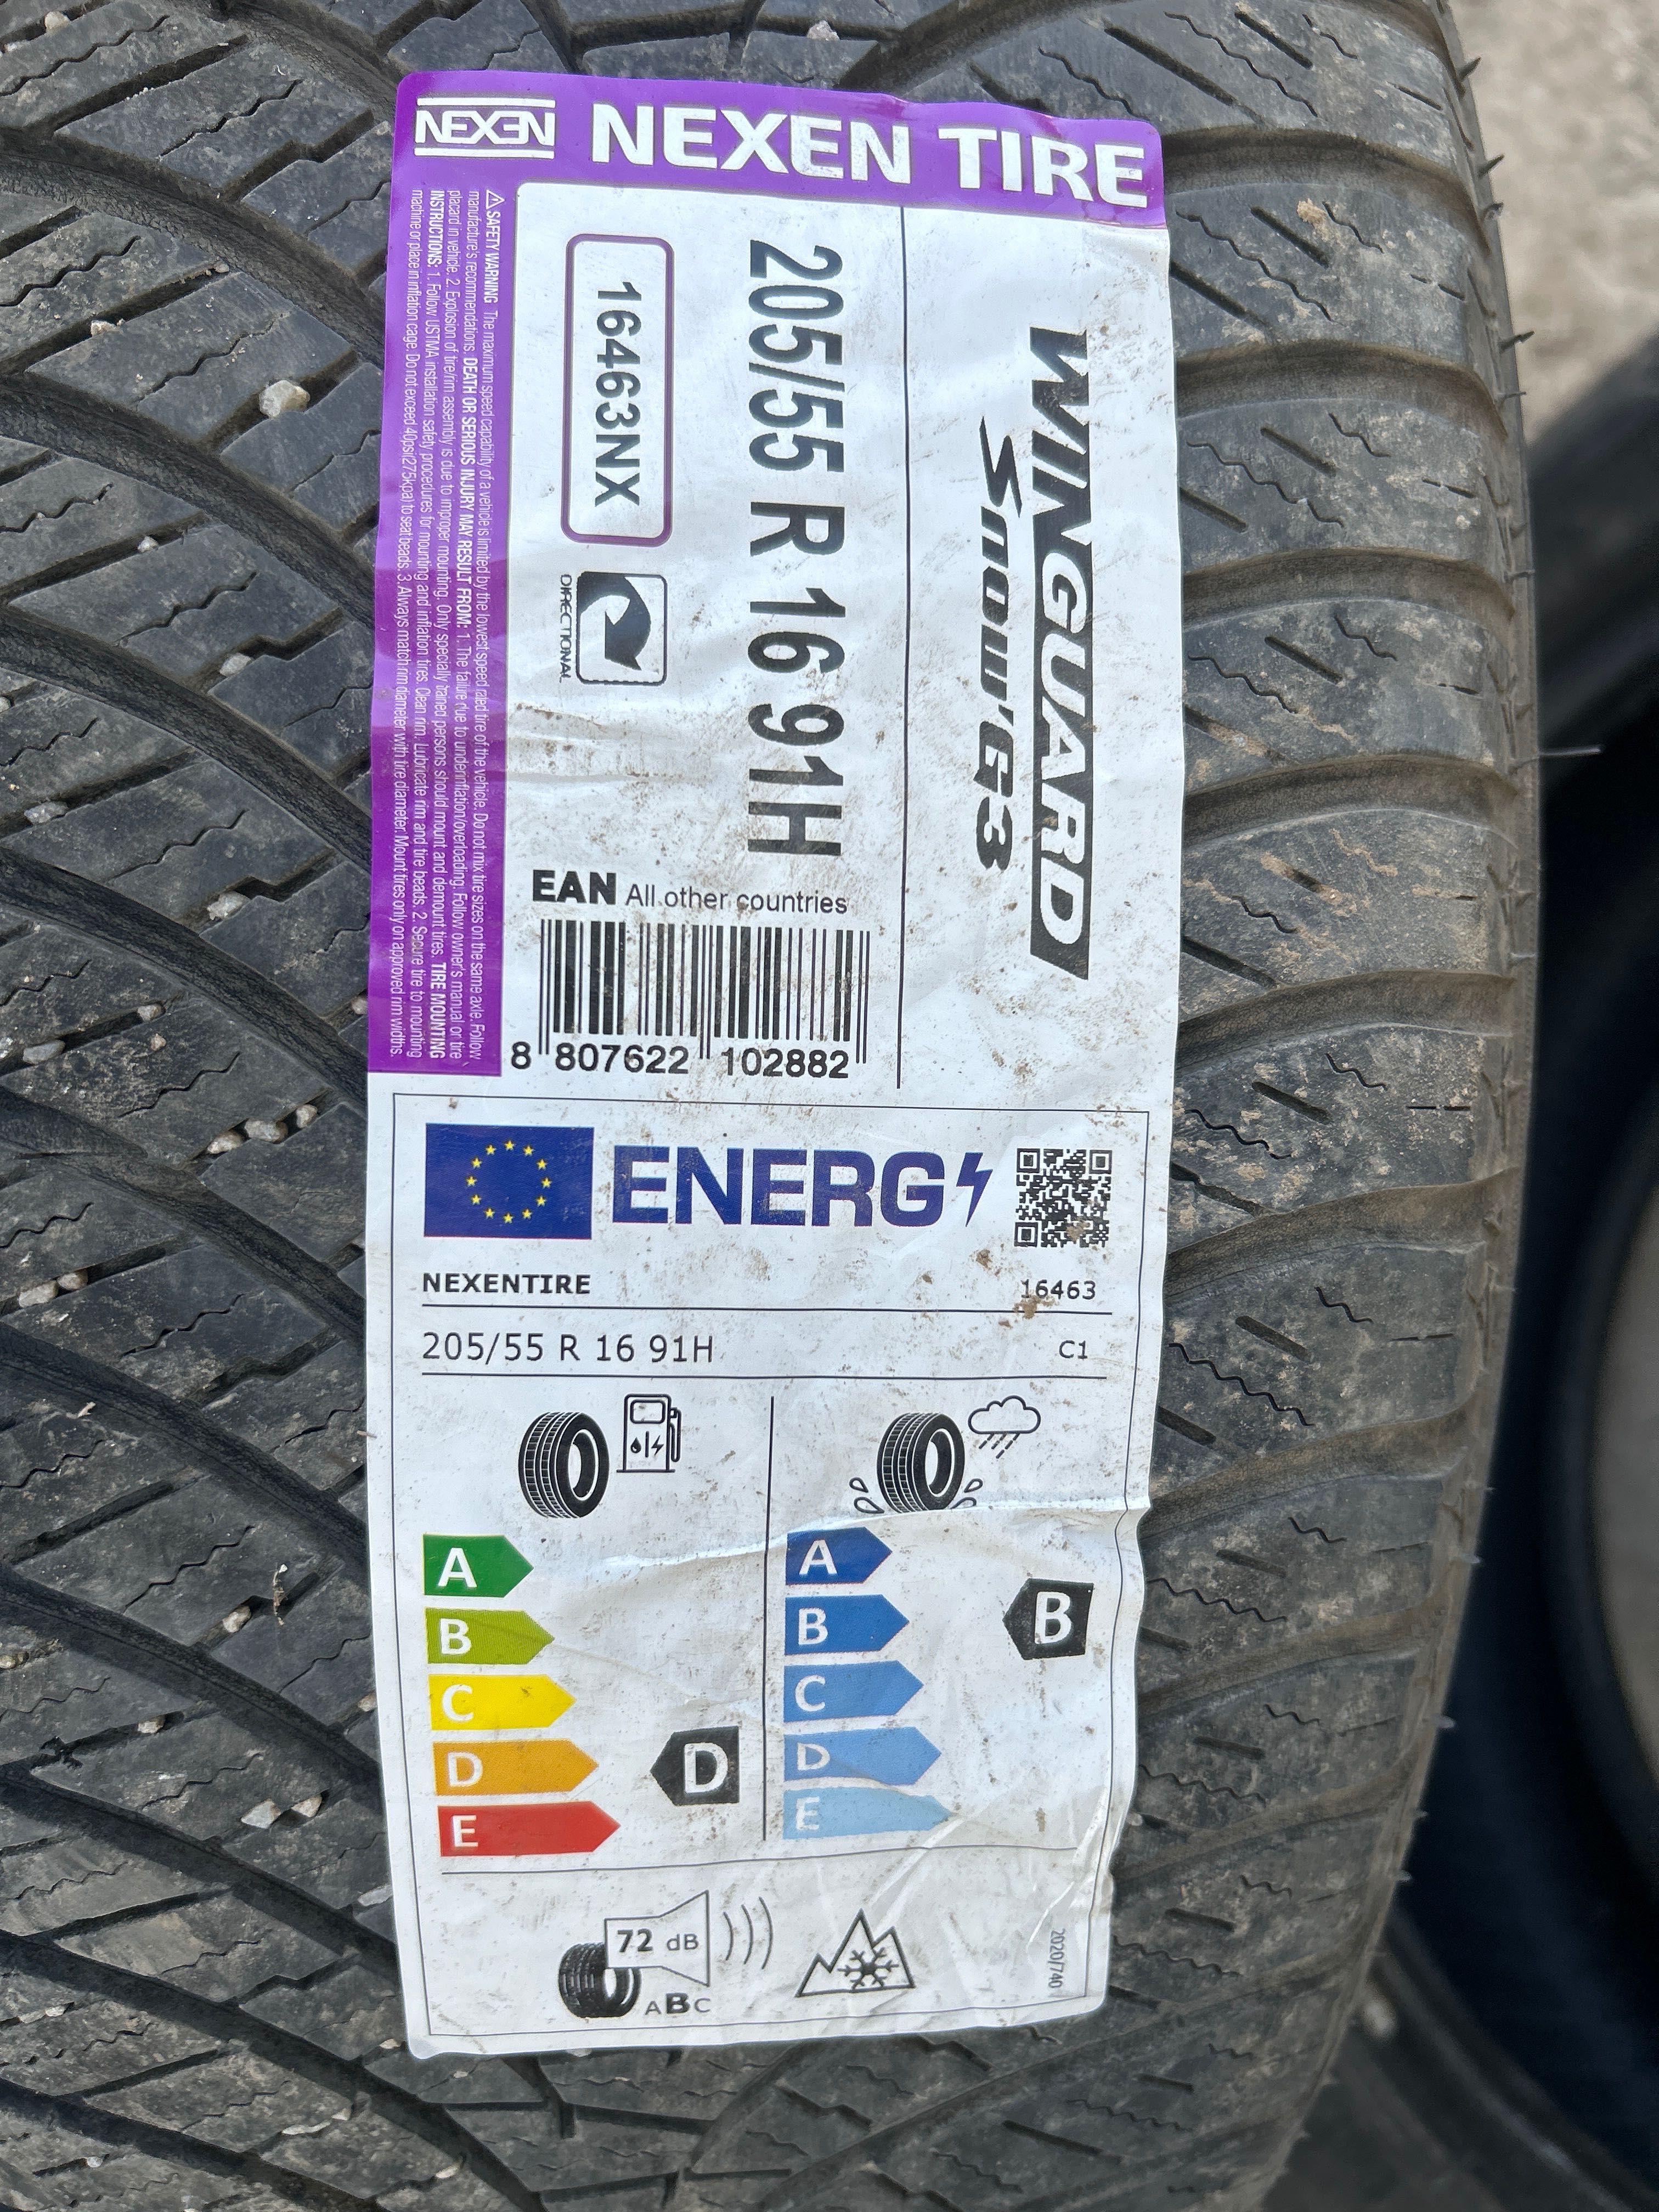 NEXEN NEXEN TIRE
WINGUARD
Snow'G3
205/55 R 16 91H
16463NX
DIRECTIONAL
⚠ SAFETY WARNING The maximum speed capability of a vehicle is limited by the lowest speed rated tire of the vehicle. Do not mix tire sizes on the same axle. Follow
manufacture's recommendations. DEATH OR SERIOUS INJURY MAY RESULT FROM: 1. The failure due to underinflation/overloading. Follow owner's manual or tire
placard in vehicle. 2. Explosion of tire/rim assembly is due to improper mounting. Only specially trained persons should mount and demount tires. TIRE MOUNTING
INSTRUCTIONS: 1. Follow USTMA installation safety procedures for mounting and inflation tires. Clean rim. Lubricate rim and tire beads. 2. Secure tire to mounting
machine or place in inflation cage. Do not exceed 40psi(275kpa) to seat beads. 3. Always match rim diameter with tire diameter. Mount tires only on approved rim widths.
EAN All other countries
8 807622 102882
ENERG
NEXENTIRE 16463
205/55 R 16 91H C1
A A
B B B
C C
D D D
E E
72 dB
ABC
2020/740